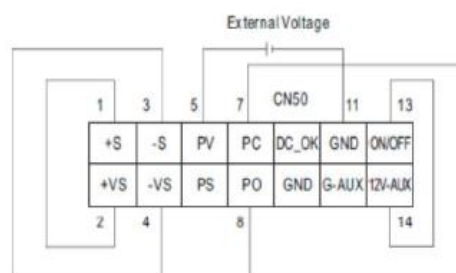 External Voltage
1 3 5 7 CN50 11 13
+S -S PV PC DC_OK GND ON/OFF
+VS -VS PS PO GND G-AUX 12V-AUX
2 4 8 14